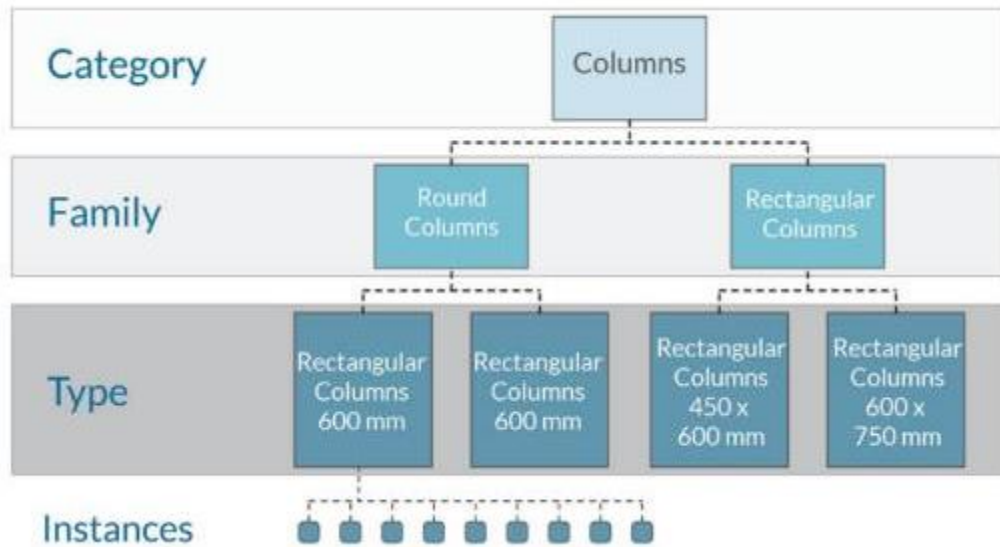 Category
Columns
Family
Round
Columns
Rectangular
Columns
Type
Rectangular
Columns
600 mm
Rectangular
Columns
600 mm
Rectangular
Columns
450 x
600 mm
Rectangular
Columns
600 x
750 mm
Instances